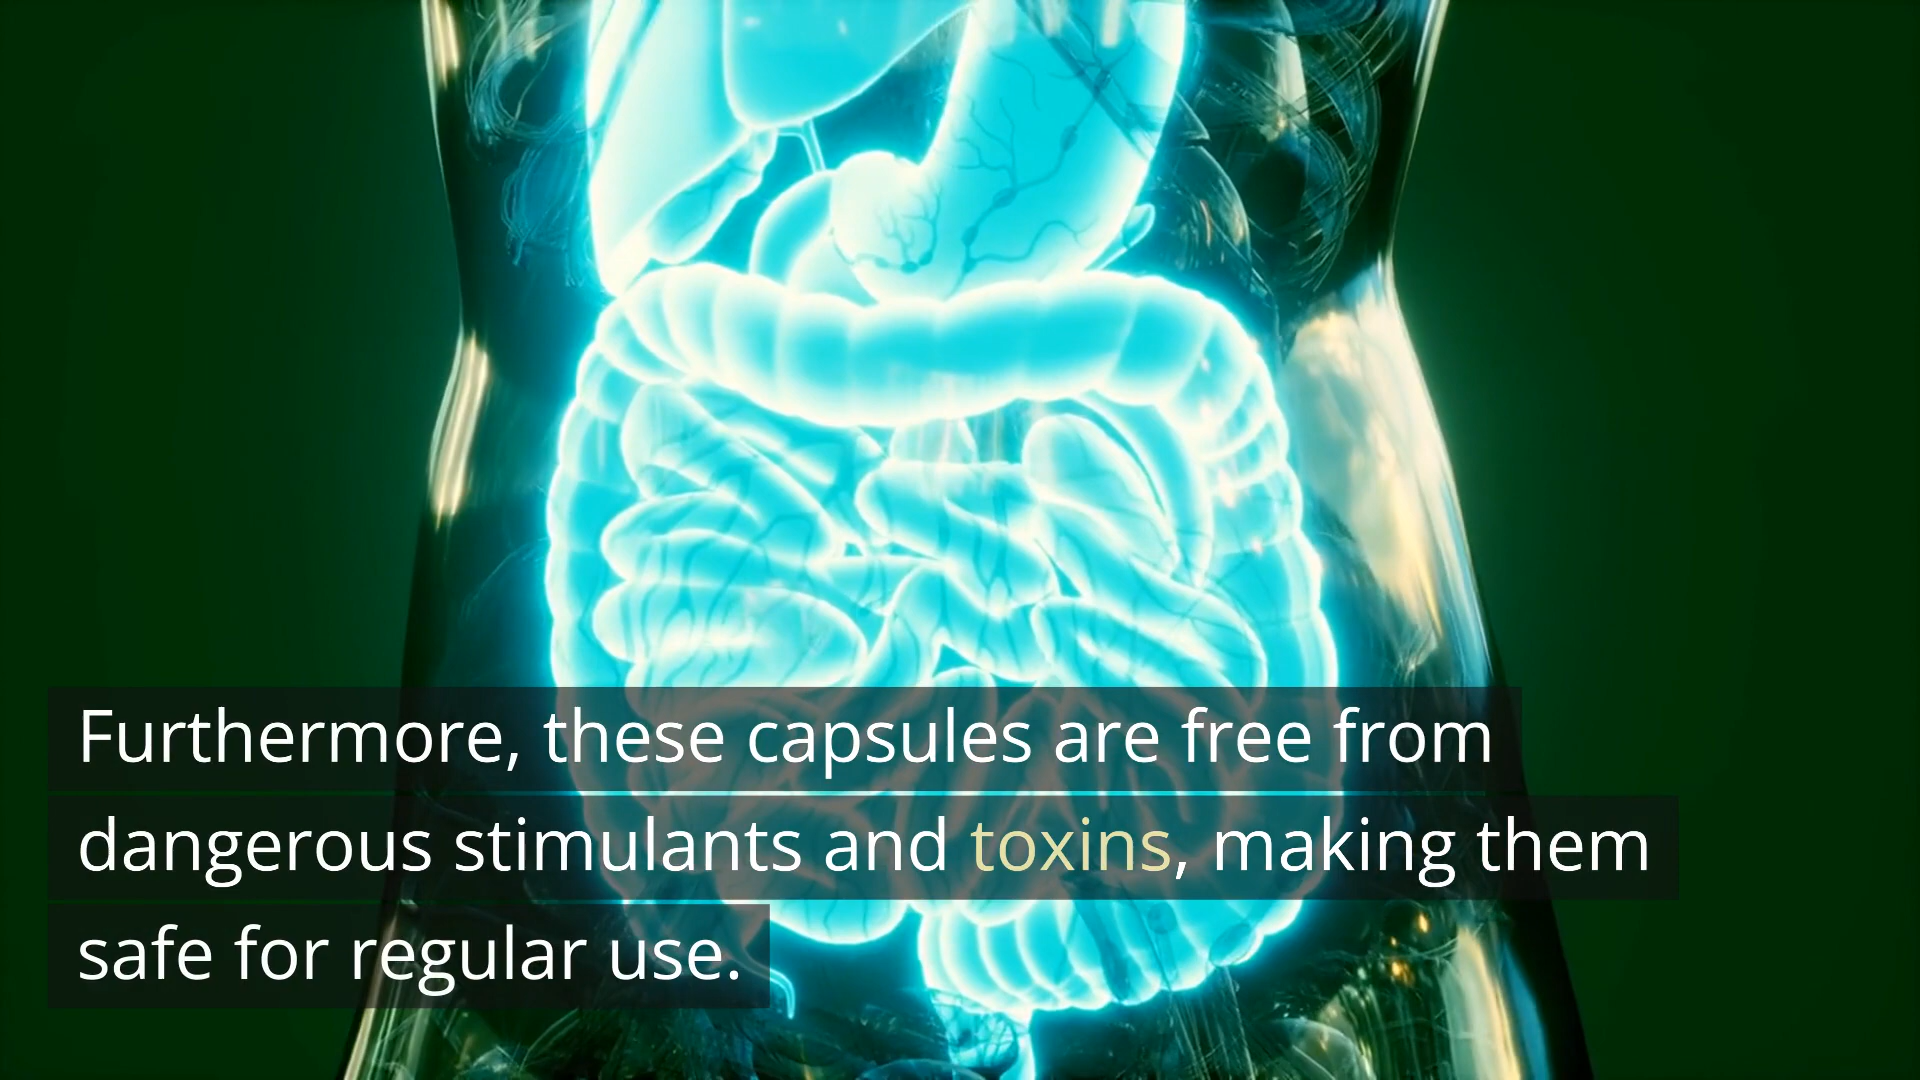 Furthermore, these capsules are free from
dangerous stimulants and toxins, making them
safe for regular use.